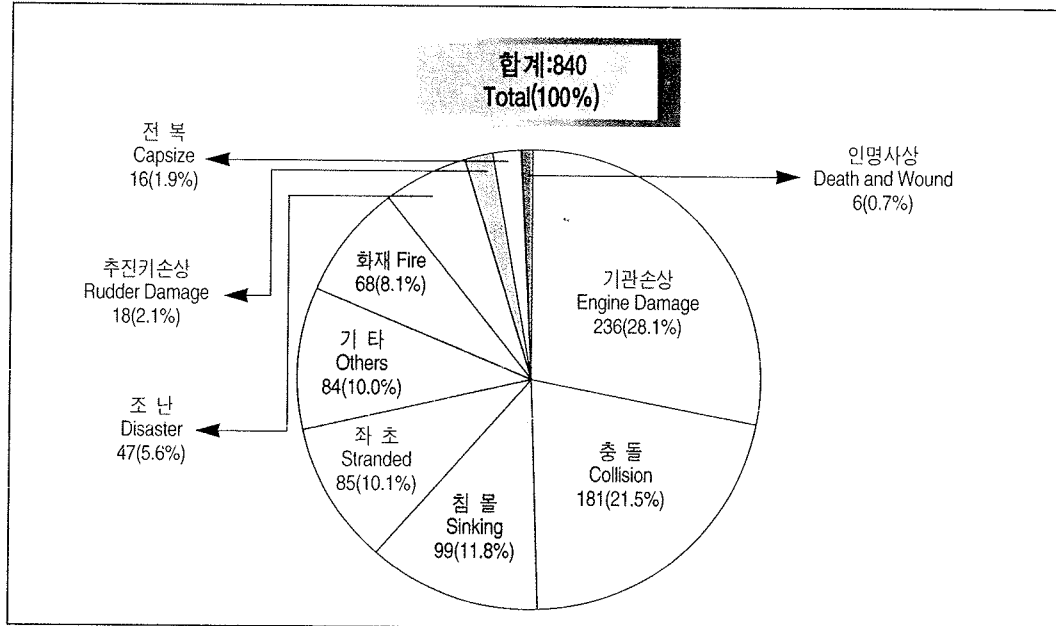 합계:840
Total(100%)
전 복
Capsize
16(1.9%)
인명사상
Death and Wound
6(0.7%)
화재 Fire
68(8.1%)
기관손상
Engine Damage
236(28.1%)
추진키손상
Rudder Damage
18(2.1%)
기 타
Others
84(10.0%)
조 난
Disaster
47(5.6%)
좌 초
Stranded
85(10.1%)
충 돌
Collision
181(21.5%)
침 몰
Sinking
99(11.8%)